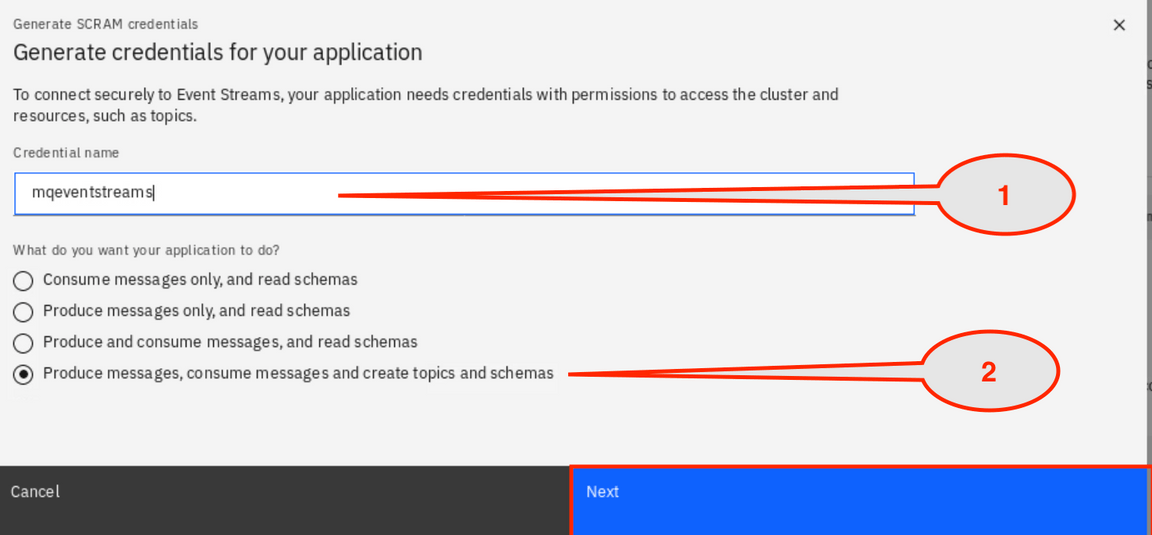 Generate SCRAM credentials
Generate credentials for your application
To connect securely to Event Streams, your application needs credentials with permissions to access the cluster and
resources, such as topics.
Credential name
mqeventstreams
1
What do you want your application to do?
Consume messages only, and read schemas
Produce messages only, and read schemas
Produce and consume messages, and read schemas
Produce messages, consume messages and create topics and schemas
2
Cancel
Next